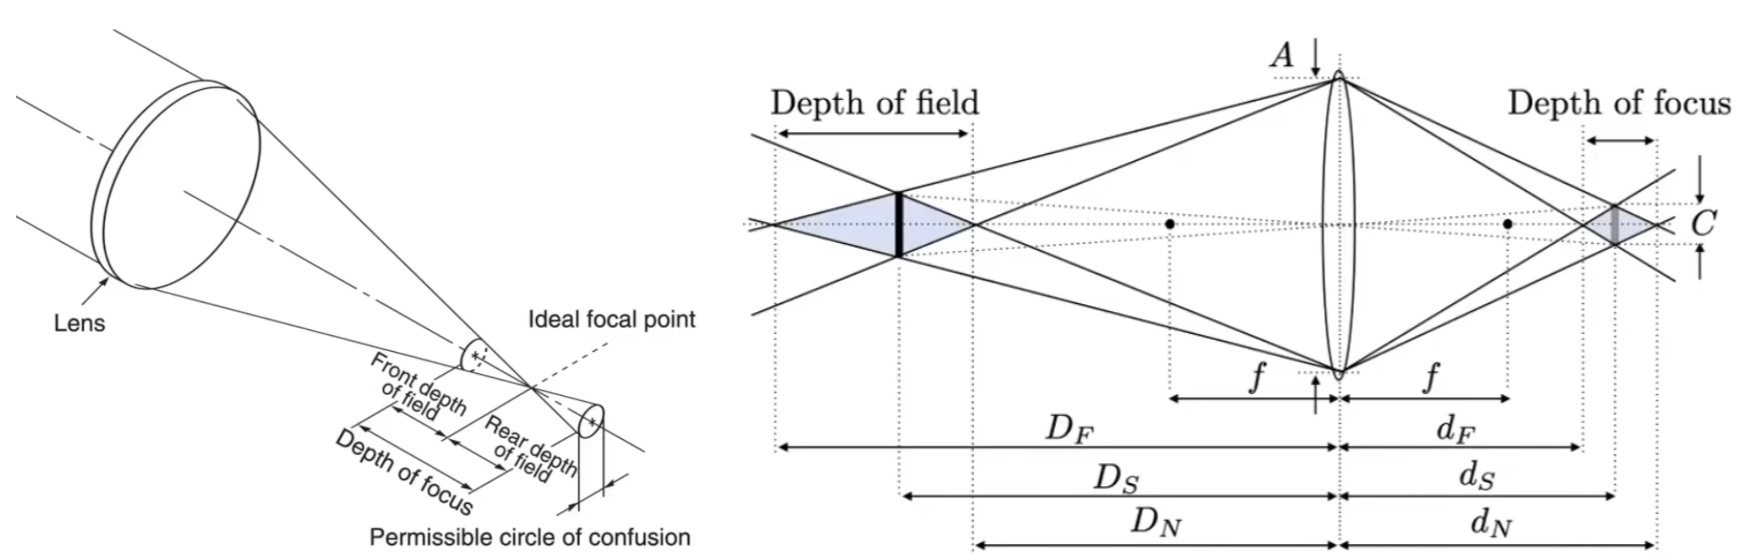 Lens
Ideal focal point
Front depth
of field
Rear depth
of field
Depth of focus
Permissible circle of confusion
A
Depth of field
Depth of focus
C
f
f
D_F
d_F
D_S
d_S
D_N
d_N